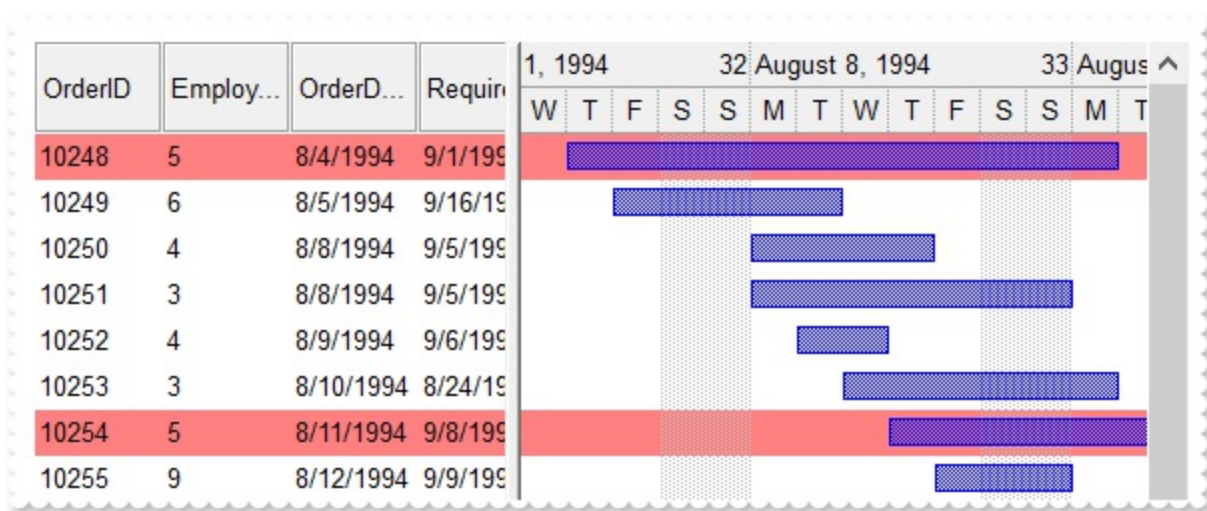 OrderID Employ... OrderD... Requir 1, 1994 32 August 8, 1994 33 Augus
W T F S S M T W T F S S M T
10248 5 8/4/1994 9/1/199
10249 6 8/5/1994 9/16/19
10250 4 8/8/1994 9/5/199
10251 3 8/8/1994 9/5/199
10252 4 8/9/1994 9/6/199
10253 3 8/10/1994 8/24/19
10254 5 8/11/1994 9/8/199
10255 9 8/12/1994 9/9/199